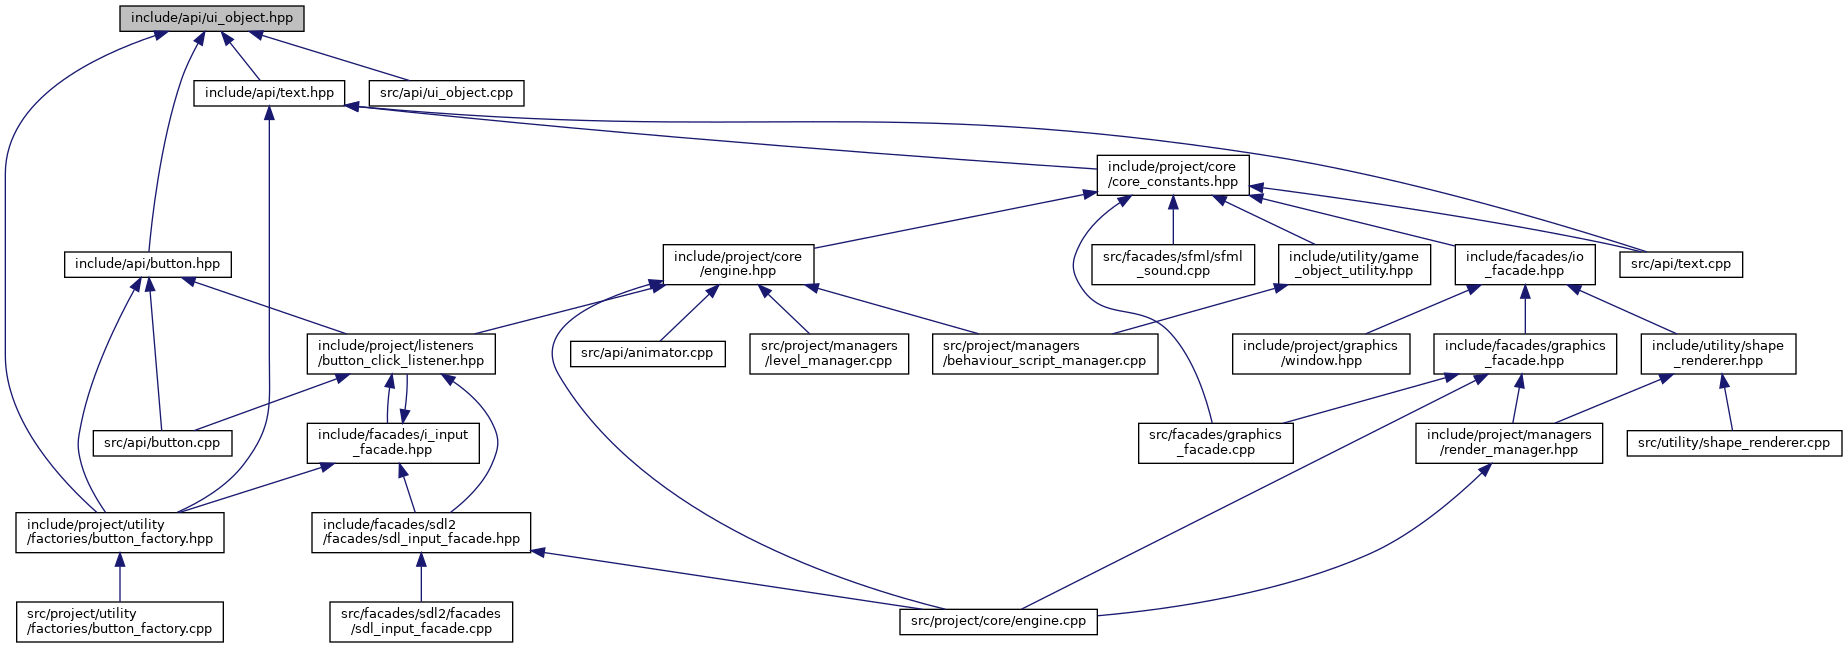 include/api/ui_object.hpp
include/api/text.hpp
src/api/ui_object.cpp
include/project/core
/core_constants.hpp
include/api/button.hpp
include/project/core
/engine.hpp
src/facades/sfml/sfml
_sound.cpp
include/utility/game
_object_utility.hpp
include/facades/io
_facade.hpp
src/api/text.cpp
include/project/listeners
/button_click_listener.hpp
src/api/animator.cpp
src/project/managers
/level_manager.cpp
src/project/managers
/behaviour_script_manager.cpp
include/project/graphics
/window.hpp
include/facades/graphics
_facade.hpp
include/utility/shape
_renderer.hpp
src/api/button.cpp
include/facades/i_input
_facade.hpp
src/facades/graphics
_facade.cpp
include/project/managers
/render_manager.hpp
src/utility/shape_renderer.cpp
include/project/utility
/factories/button_factory.hpp
include/facades/sdl2
/facades/sdl_input_facade.hpp
src/project/utility
/factories/button_factory.cpp
src/facades/sdl2/facades
/sdl_input_facade.cpp
src/project/core/engine.cpp